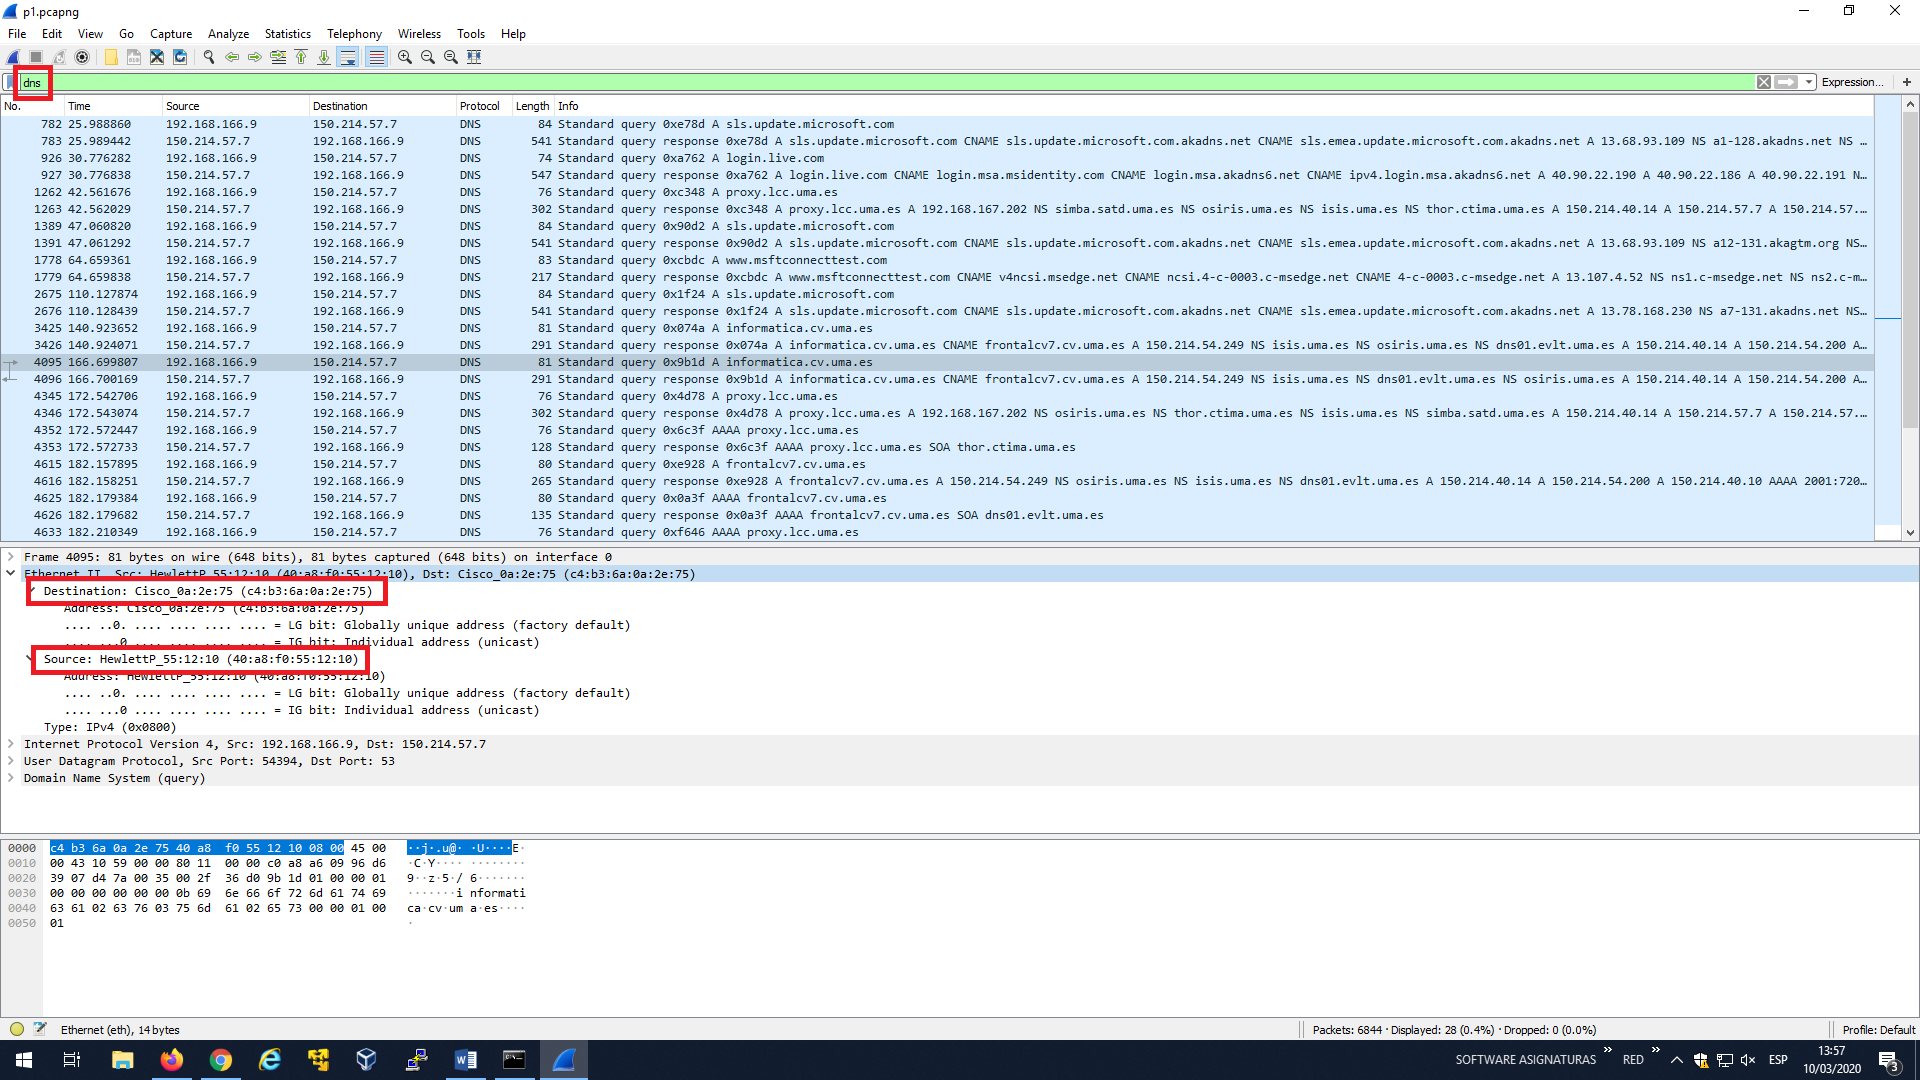 p1.pcapng
File Edit View Go Capture Analyze Statistics Telephony Wireless Tools Help
dns Expression... +
No. Time Source Destination Protocol Length Info
782 25.988860 192.168.166.9 150.214.57.7 DNS 84 Standard query 0xe78d A sls.update.microsoft.com
783 25.989442 150.214.57.7 192.168.166.9 DNS 541 Standard query response 0xe78d A sls.update.microsoft.com CNAME sls.update.microsoft.com.akadns.net CNAME sls.emea.update.microsoft.com.akadns.net A 13.68.93.109 NS a1-128.akadns.net NS …
926 30.776282 192.168.166.9 150.214.57.7 DNS 74 Standard query 0xa762 A login.live.com
927 30.776838 150.214.57.7 192.168.166.9 DNS 547 Standard query response 0xa762 A login.live.com CNAME login.msa.msidentity.com CNAME login.msa.akadns6.net CNAME ipv4.login.msa.akadns6.net A 40.90.22.190 A 40.90.22.186 A 40.90.22.191 N…
1262 42.561676 192.168.166.9 150.214.57.7 DNS 76 Standard query 0xc348 A proxy.lcc.uma.es
1263 42.562029 150.214.57.7 192.168.166.9 DNS 302 Standard query response 0xc348 A proxy.lcc.uma.es A 192.168.167.202 NS simba.satd.uma.es NS osiris.uma.es NS isis.uma.es NS thor.ctima.uma.es A 150.214.40.14 A 150.214.57.7 A 150.214.57.…
1389 47.060820 192.168.166.9 150.214.57.7 DNS 84 Standard query 0x90d2 A sls.update.microsoft.com
1391 47.061292 150.214.57.7 192.168.166.9 DNS 541 Standard query response 0x90d2 A sls.update.microsoft.com CNAME sls.update.microsoft.com.akadns.net CNAME sls.emea.update.microsoft.com.akadns.net A 13.68.93.109 NS a12-131.akagtm.org NS…
1778 64.659361 192.168.166.9 150.214.57.7 DNS 83 Standard query 0xcbdc A www.msftconnecttest.com
1779 64.659838 150.214.57.7 192.168.166.9 DNS 217 Standard query response 0xcbdc A www.msftconnecttest.com CNAME v4ncsi.msedge.net CNAME ncsi.4-c-0003.c-msedge.net CNAME 4-c-0003.c-msedge.net A 13.107.4.52 NS ns1.c-msedge.net NS ns2.c-m…
2675 110.127874 192.168.166.9 150.214.57.7 DNS 84 Standard query 0x1f24 A sls.update.microsoft.com
2676 110.128439 150.214.57.7 192.168.166.9 DNS 541 Standard query response 0x1f24 A sls.update.microsoft.com CNAME sls.update.microsoft.com.akadns.net CNAME sls.emea.update.microsoft.com.akadns.net A 13.78.168.230 NS a7-131.akadns.net NS…
3425 140.923652 192.168.166.9 150.214.57.7 DNS 81 Standard query 0x074a A informatica.cv.uma.es
3426 140.924071 150.214.57.7 192.168.166.9 DNS 291 Standard query response 0x074a A informatica.cv.uma.es CNAME frontalcv7.cv.uma.es A 150.214.54.249 NS isis.uma.es NS osiris.uma.es NS dns01.evlt.uma.es A 150.214.40.14 A 150.214.54.200 A…
4095 166.699807 192.168.166.9 150.214.57.7 DNS 81 Standard query 0x9b1d A informatica.cv.uma.es
4096 166.700169 150.214.57.7 192.168.166.9 DNS 291 Standard query response 0x9b1d A informatica.cv.uma.es CNAME frontalcv7.cv.uma.es A 150.214.54.249 NS isis.uma.es NS dns01.evlt.uma.es NS osiris.uma.es A 150.214.40.14 A 150.214.54.200 A…
4345 172.542706 192.168.166.9 150.214.57.7 DNS 76 Standard query 0x4d78 A proxy.lcc.uma.es
4346 172.543074 150.214.57.7 192.168.166.9 DNS 302 Standard query response 0x4d78 A proxy.lcc.uma.es A 192.168.167.202 NS osiris.uma.es NS thor.ctima.uma.es NS isis.uma.es NS simba.satd.uma.es A 150.214.40.14 A 150.214.57.7 A 150.214.57.…
4352 172.572447 192.168.166.9 150.214.57.7 DNS 76 Standard query 0x6c3f AAAA proxy.lcc.uma.es
4353 172.572733 150.214.57.7 192.168.166.9 DNS 128 Standard query response 0x6c3f AAAA proxy.lcc.uma.es SOA thor.ctima.uma.es
4615 182.157895 192.168.166.9 150.214.57.7 DNS 80 Standard query 0xe928 A frontalcv7.cv.uma.es
4616 182.158251 150.214.57.7 192.168.166.9 DNS 265 Standard query response 0xe928 A frontalcv7.cv.uma.es A 150.214.54.249 NS osiris.uma.es NS isis.uma.es NS dns01.evlt.uma.es A 150.214.40.14 A 150.214.54.200 A 150.214.40.10 AAAA 2001:720…
4625 182.179384 192.168.166.9 150.214.57.7 DNS 80 Standard query 0x0a3f AAAA frontalcv7.cv.uma.es
4626 182.179682 150.214.57.7 192.168.166.9 DNS 135 Standard query response 0x0a3f AAAA frontalcv7.cv.uma.es SOA dns01.evlt.uma.es
4633 182.210349 192.168.166.9 150.214.57.7 DNS 76 Standard query 0xf646 AAAA proxy.lcc.uma.es
Frame 4095: 81 bytes on wire (648 bits), 81 bytes captured (648 bits) on interface 0
Ethernet II, Src: HewlettP_55:12:10 (40:a8:f0:55:12:10), Dst: Cisco_0a:2e:75 (c4:b3:6a:0a:2e:75)
Destination: Cisco_0a:2e:75 (c4:b3:6a:0a:2e:75)
Address: Cisco_0a:2e:75 (c4:b3:6a:0a:2e:75)
.... ..0. .... .... .... .... = LG bit: Globally unique address (factory default)
.... ...0 .... .... .... .... = IG bit: Individual address (unicast)
Source: HewlettP_55:12:10 (40:a8:f0:55:12:10)
Address: HewlettP_55:12:10 (40:a8:f0:55:12:10)
.... ..0. .... .... .... .... = LG bit: Globally unique address (factory default)
.... ...0 .... .... .... .... = IG bit: Individual address (unicast)
Type: IPv4 (0x0800)
Internet Protocol Version 4, Src: 192.168.166.9, Dst: 150.214.57.7
User Datagram Protocol, Src Port: 54394, Dst Port: 53
Domain Name System (query)
0000 c4 b3 6a 0a 2e 75 40 a8 f0 55 12 10 08 00 45 00 ··j·.u@· ·U····E·
0010 00 43 10 59 00 00 80 11 00 00 c0 a8 a6 09 96 d6 ·C·Y···· ········
0020 39 07 d4 7a 00 35 00 2f 36 d0 9b 1d 01 00 00 01 9··z·5·/ 6·······
0030 00 00 00 00 00 00 0b 69 6e 66 6f 72 6d 61 74 69 ·······i nformati
0040 63 61 02 63 76 03 75 6d 61 02 65 73 00 00 01 00 ca·cv·um a·es····
0050 01 ·
Ethernet (eth), 14 bytes Packets: 6844 · Displayed: 28 (0.4%) · Dropped: 0 (0.0%) Profile: Default
SOFTWARE ASIGNATURAS » RED » ESP 13:57
10/03/2020 3